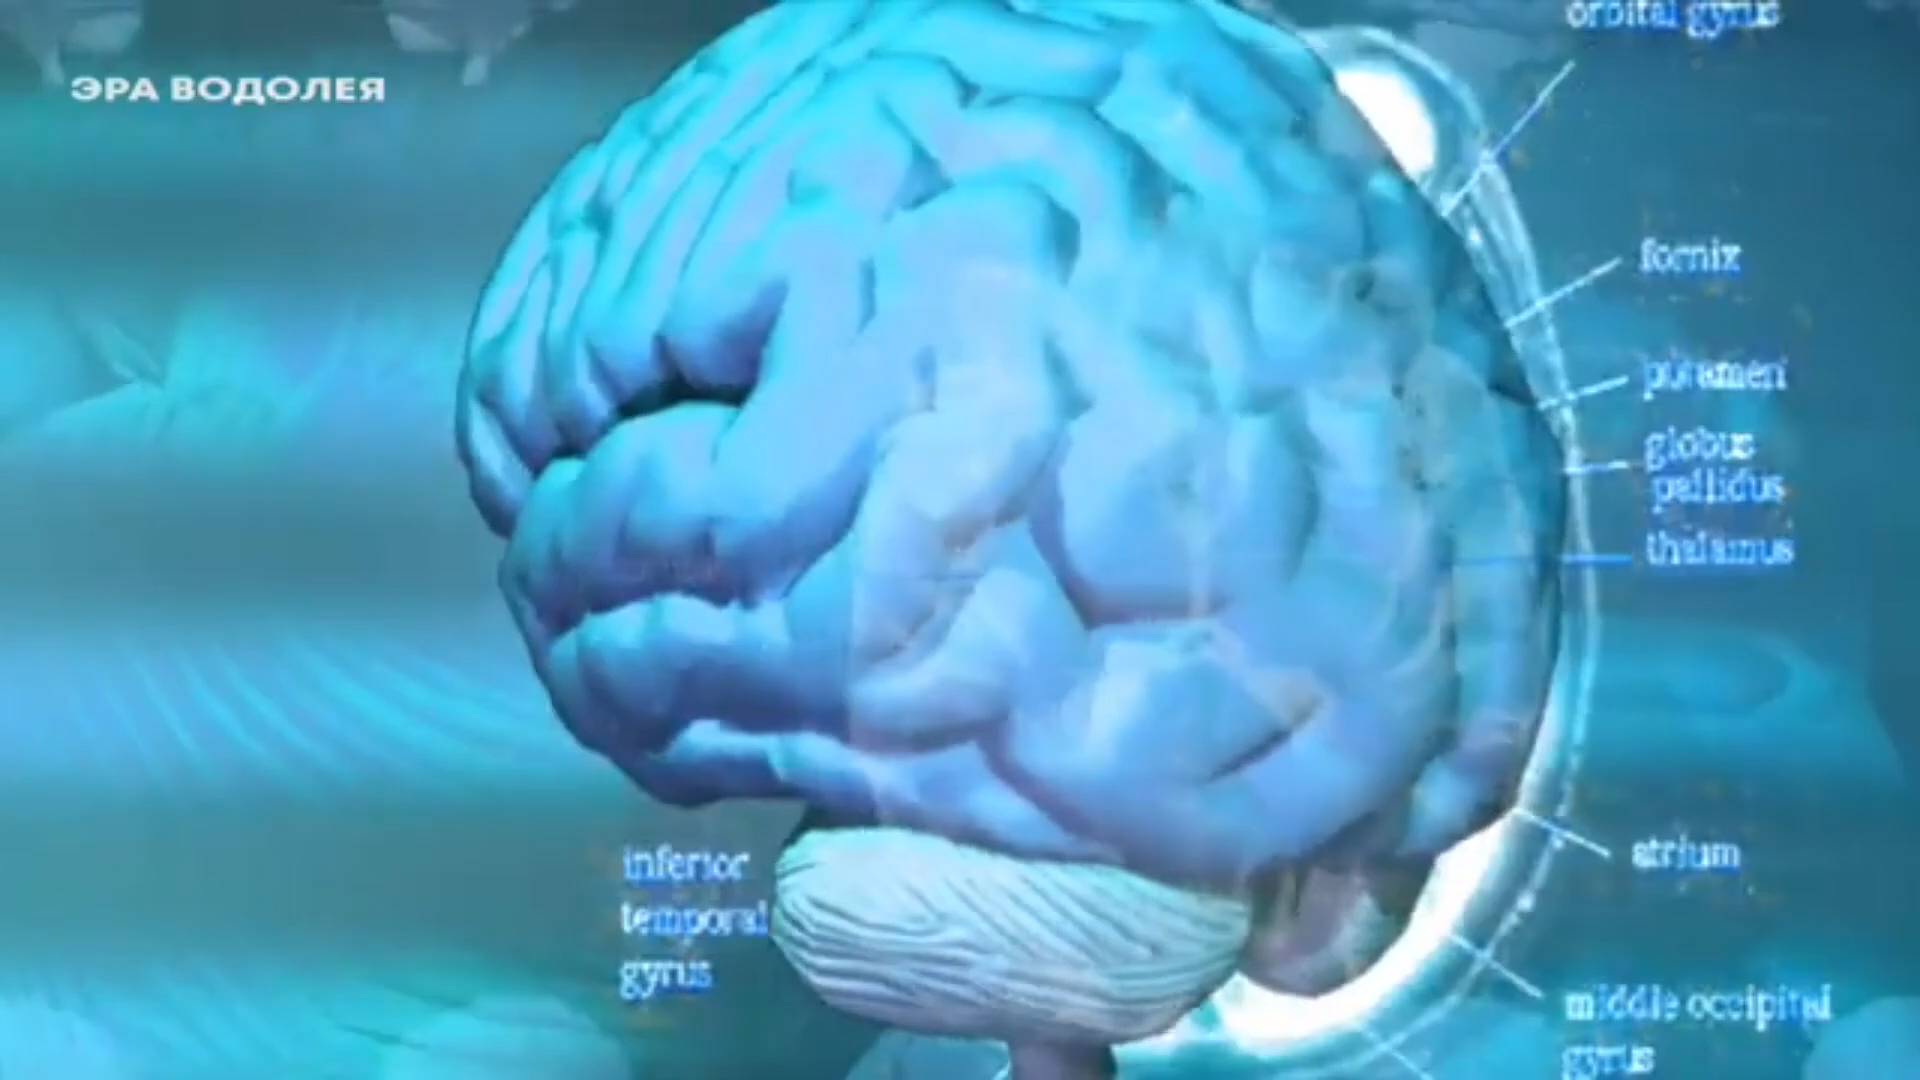 orbital gyrus
ЭРА ВОДОЛЕЯ
fornix
putamen
globus
pallidus
thalamus
atrium
inferior
temporal
gyrus
middle occipital
gyrus